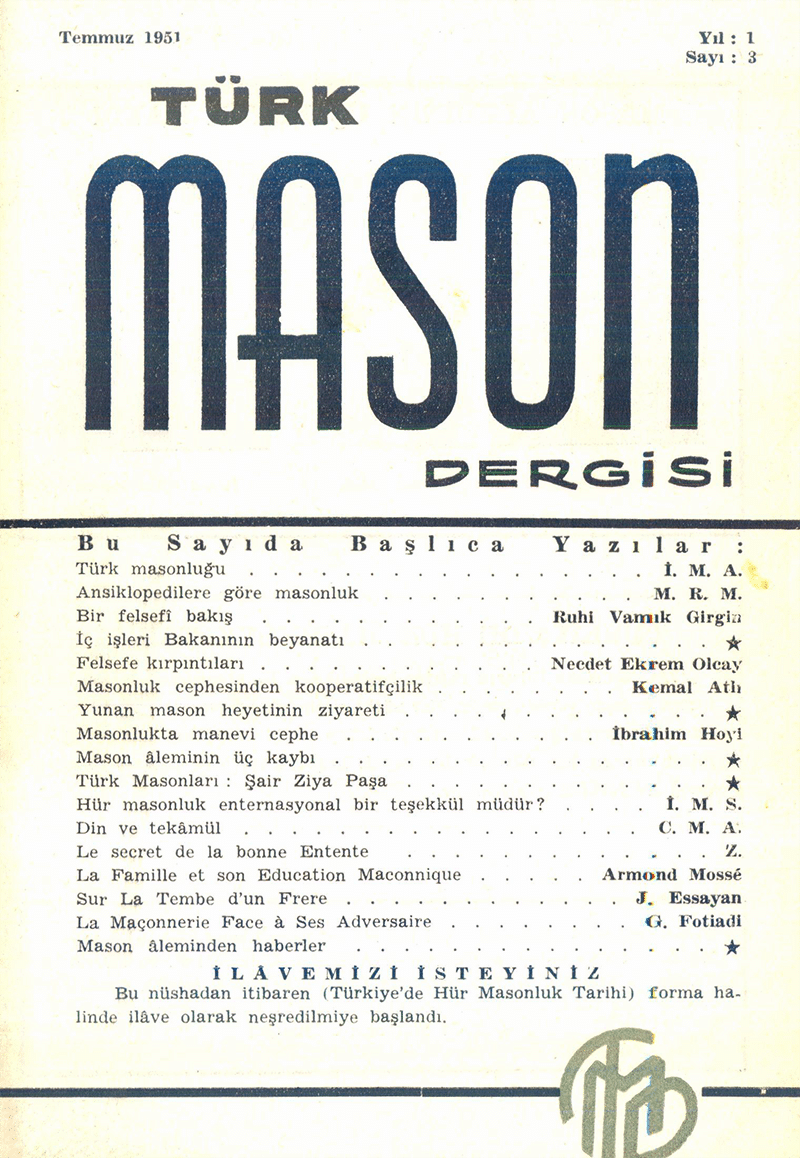 Temmuz 1951
Yıl : 1
Sayı : 3
TÜRK
MASON
DERGİSİ
Bu Sayıda Başlıca Yazılar :
Türk masonluğu . . . . . . . . . . . . . . . . . İ. M. A.
Ansiklopedilere göre masonluk . . . . . . . . . . . M. R. M.
Bir felsefî bakış . . . . . . . . . . . . Ruhi Vamık Girgin
İç işleri Bakanının beyanatı . . . . . . . . . . . . . . ★
Felsefe kırpıntıları . . . . . . . . . . . . Necdet Ekrem Olcay
Masonluk cephesinden kooperatifçilik . . . . . . . . Kemal Atlı
Yunan mason heyetinin ziyareti . . . . . . . . . . . . ★
Masonlukta manevi cephe . . . . . . . . . . . İbrahim Hoyi
Mason âleminin üç kaybı . . . . . . . . . . . . . . . ★
Türk Masonları : Şair Ziya Paşa . . . . . . . . . . . . ★
Hür masonluk enternasyonal bir teşekkül müdür? . . . . İ. M. S.
Din ve tekâmül . . . . . . . . . . . . . . . . . C. M. A.
Le secret de la bonne Entente . . . . . . . . . . . . Z.
La Famille et son Education Maconnique . . . . . Armond Mossé
Sur La Tembe d'un Frere . . . . . . . . . . . . J. Essayan
La Maçonnerie Face à Ses Adversaire . . . . . . . . G. Fotiadi
Mason âleminden haberler . . . . . . . . . . . . . . ★
İLÂVEMİZİ İSTEYİNİZ
Bu nüshadan itibaren (Türkiye'de Hür Masonluk Tarihi) forma ha-
linde ilâve olarak neşredilmiye başlandı.
TMD